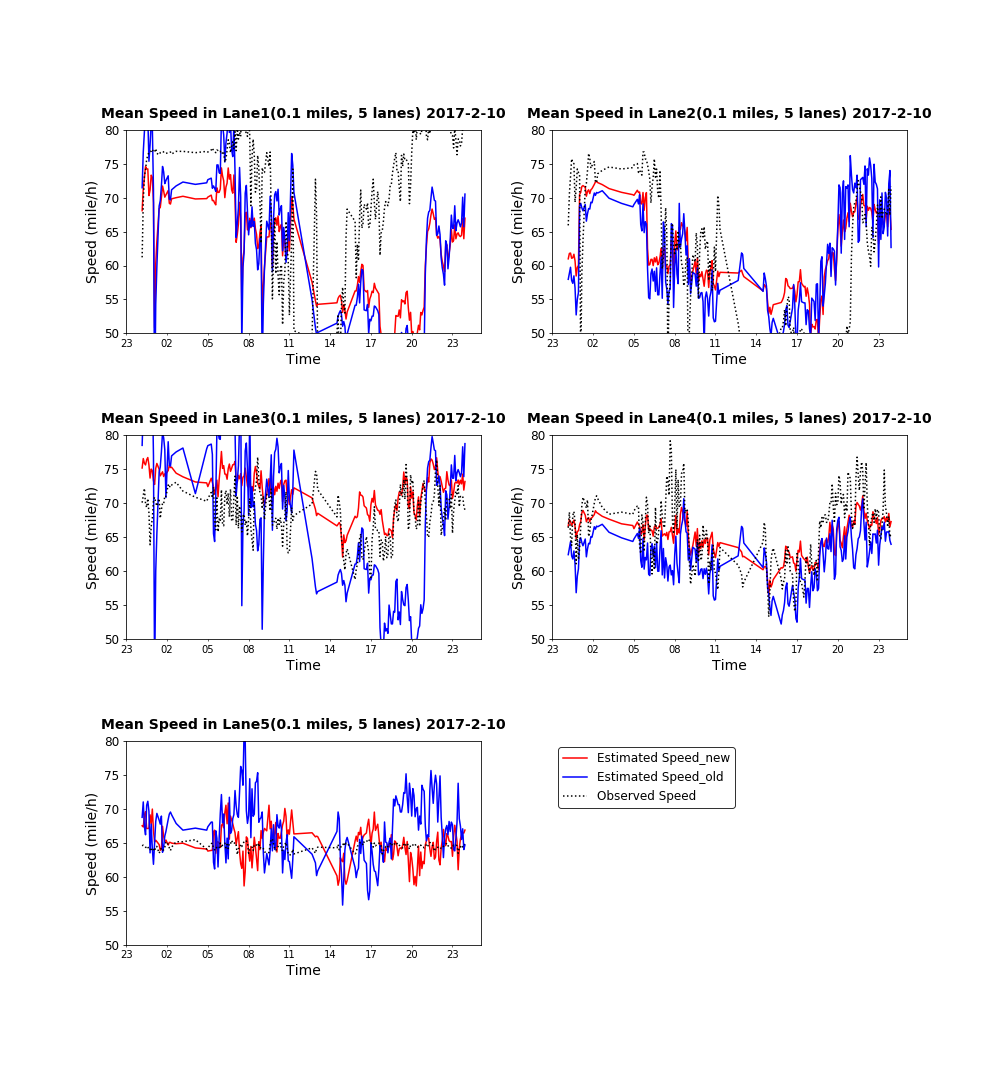 Mean Speed in Lane1(0.1 miles, 5 lanes) 2017-2-10
80
75
70
65
60
55
50
Speed (mile/h)
23 02 05 08 11 14 17 20 23
Time
Mean Speed in Lane2(0.1 miles, 5 lanes) 2017-2-10
80
75
70
65
60
55
50
Speed (mile/h)
23 02 05 08 11 14 17 20 23
Time
Mean Speed in Lane3(0.1 miles, 5 lanes) 2017-2-10
80
75
70
65
60
55
50
Speed (mile/h)
23 02 05 08 11 14 17 20 23
Time
Mean Speed in Lane4(0.1 miles, 5 lanes) 2017-2-10
80
75
70
65
60
55
50
Speed (mile/h)
23 02 05 08 11 14 17 20 23
Time
Mean Speed in Lane5(0.1 miles, 5 lanes) 2017-2-10
80
75
70
65
60
55
50
Speed (mile/h)
23 02 05 08 11 14 17 20 23
Time
Estimated Speed_new
Estimated Speed_old
Observed Speed